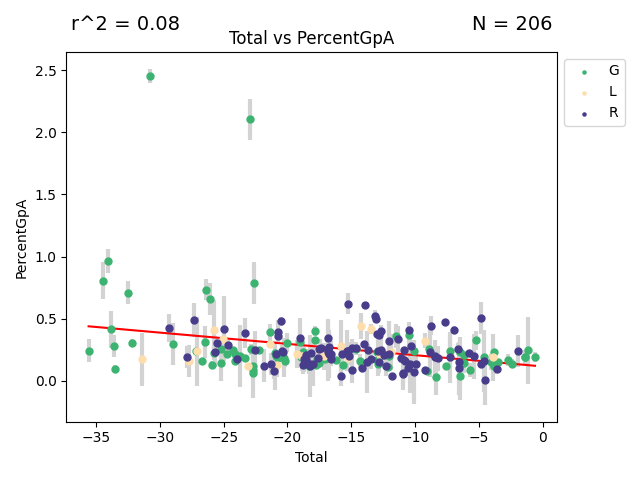 r^2 = 0.08 N = 206
Total vs PercentGpA
2.5
2.0
1.5
1.0
0.5
0.0
PercentGpA
−35 −30 −25 −20 −15 −10 −5 0
Total
G
L
R